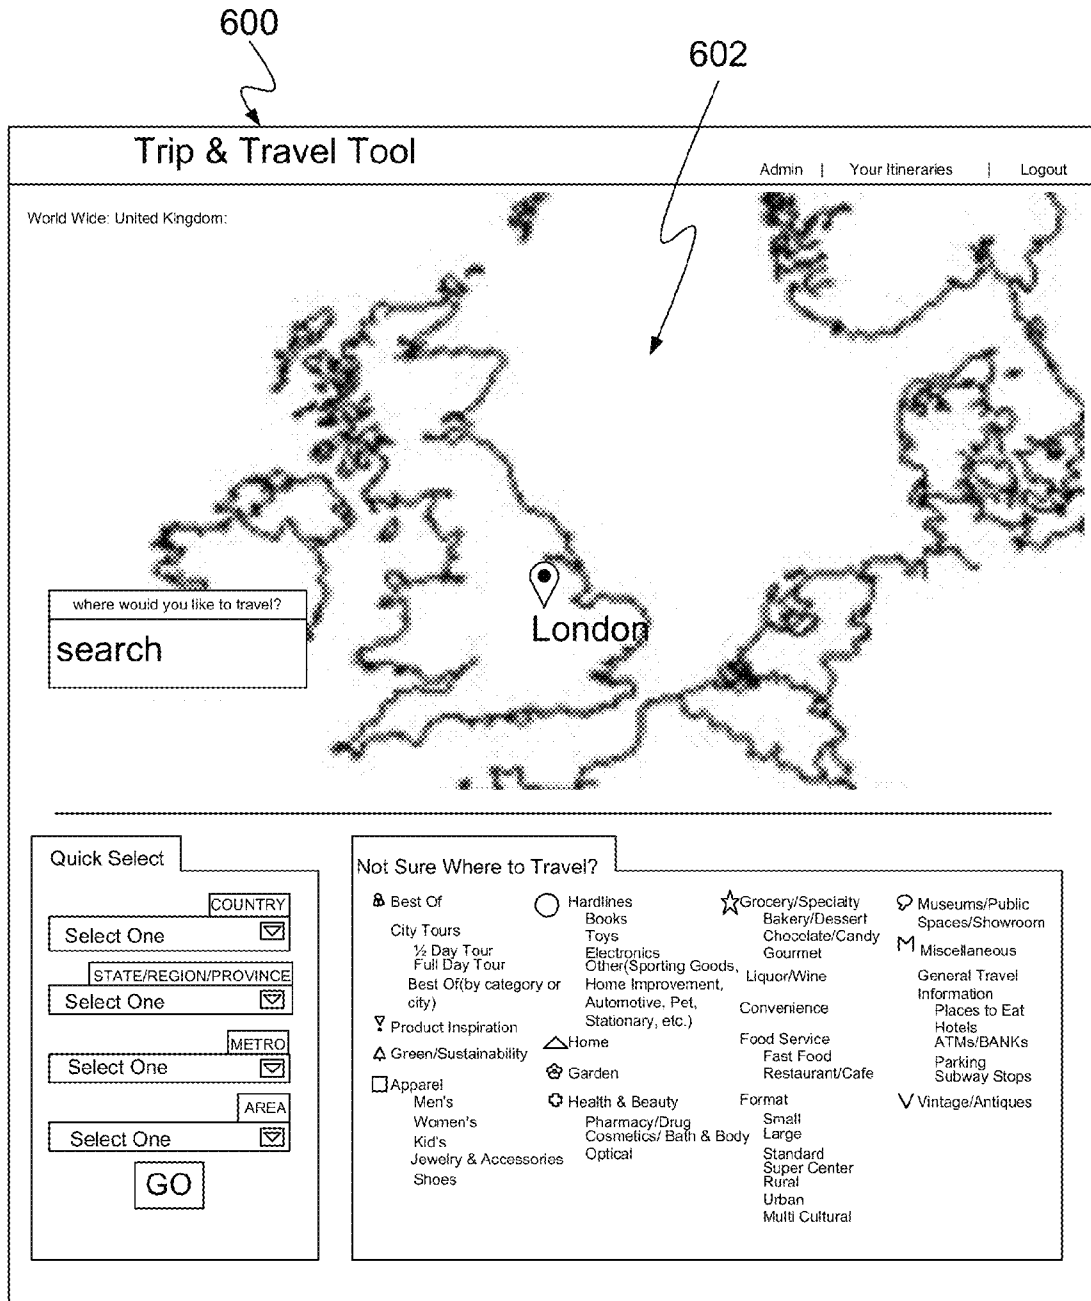 600
602
Trip & Travel Tool
Admin | Your Itineraries | Logout
World Wide: United Kingdom:
London
where would you like to travel?
search
Quick Select
COUNTRY
Select One
STATE/REGION/PROVINCE
Select One
METRO
Select One
AREA
Select One
GO
Not Sure Where to Travel?
Best Of
City Tours
½ Day Tour
Full Day Tour
Best Of(by category or
city)
Product Inspiration
Green/Sustainability
Apparel
Men's
Women's
Kid's
Jewelry & Accessories
Shoes
Hardlines
Books
Toys
Electronics
Other(Sporting Goods,
Home Improvement,
Automotive, Pet,
Stationary, etc.)
Home
Garden
Health & Beauty
Pharmacy/Drug
Cosmetics/ Bath & Body
Optical
Grocery/Specialty
Bakery/Dessert
Chocolate/Candy
Gourmet
Liquor/Wine
Convenience
Food Service
Fast Food
Restaurant/Cafe
Format
Small
Large
Standard
Super Center
Rural
Urban
Multi Cultural
Museums/Public
Spaces/Showroom
Miscellaneous
General Travel
Information
Places to Eat
Hotels
ATMs/BANKs
Parking
Subway Stops
Vintage/Antiques